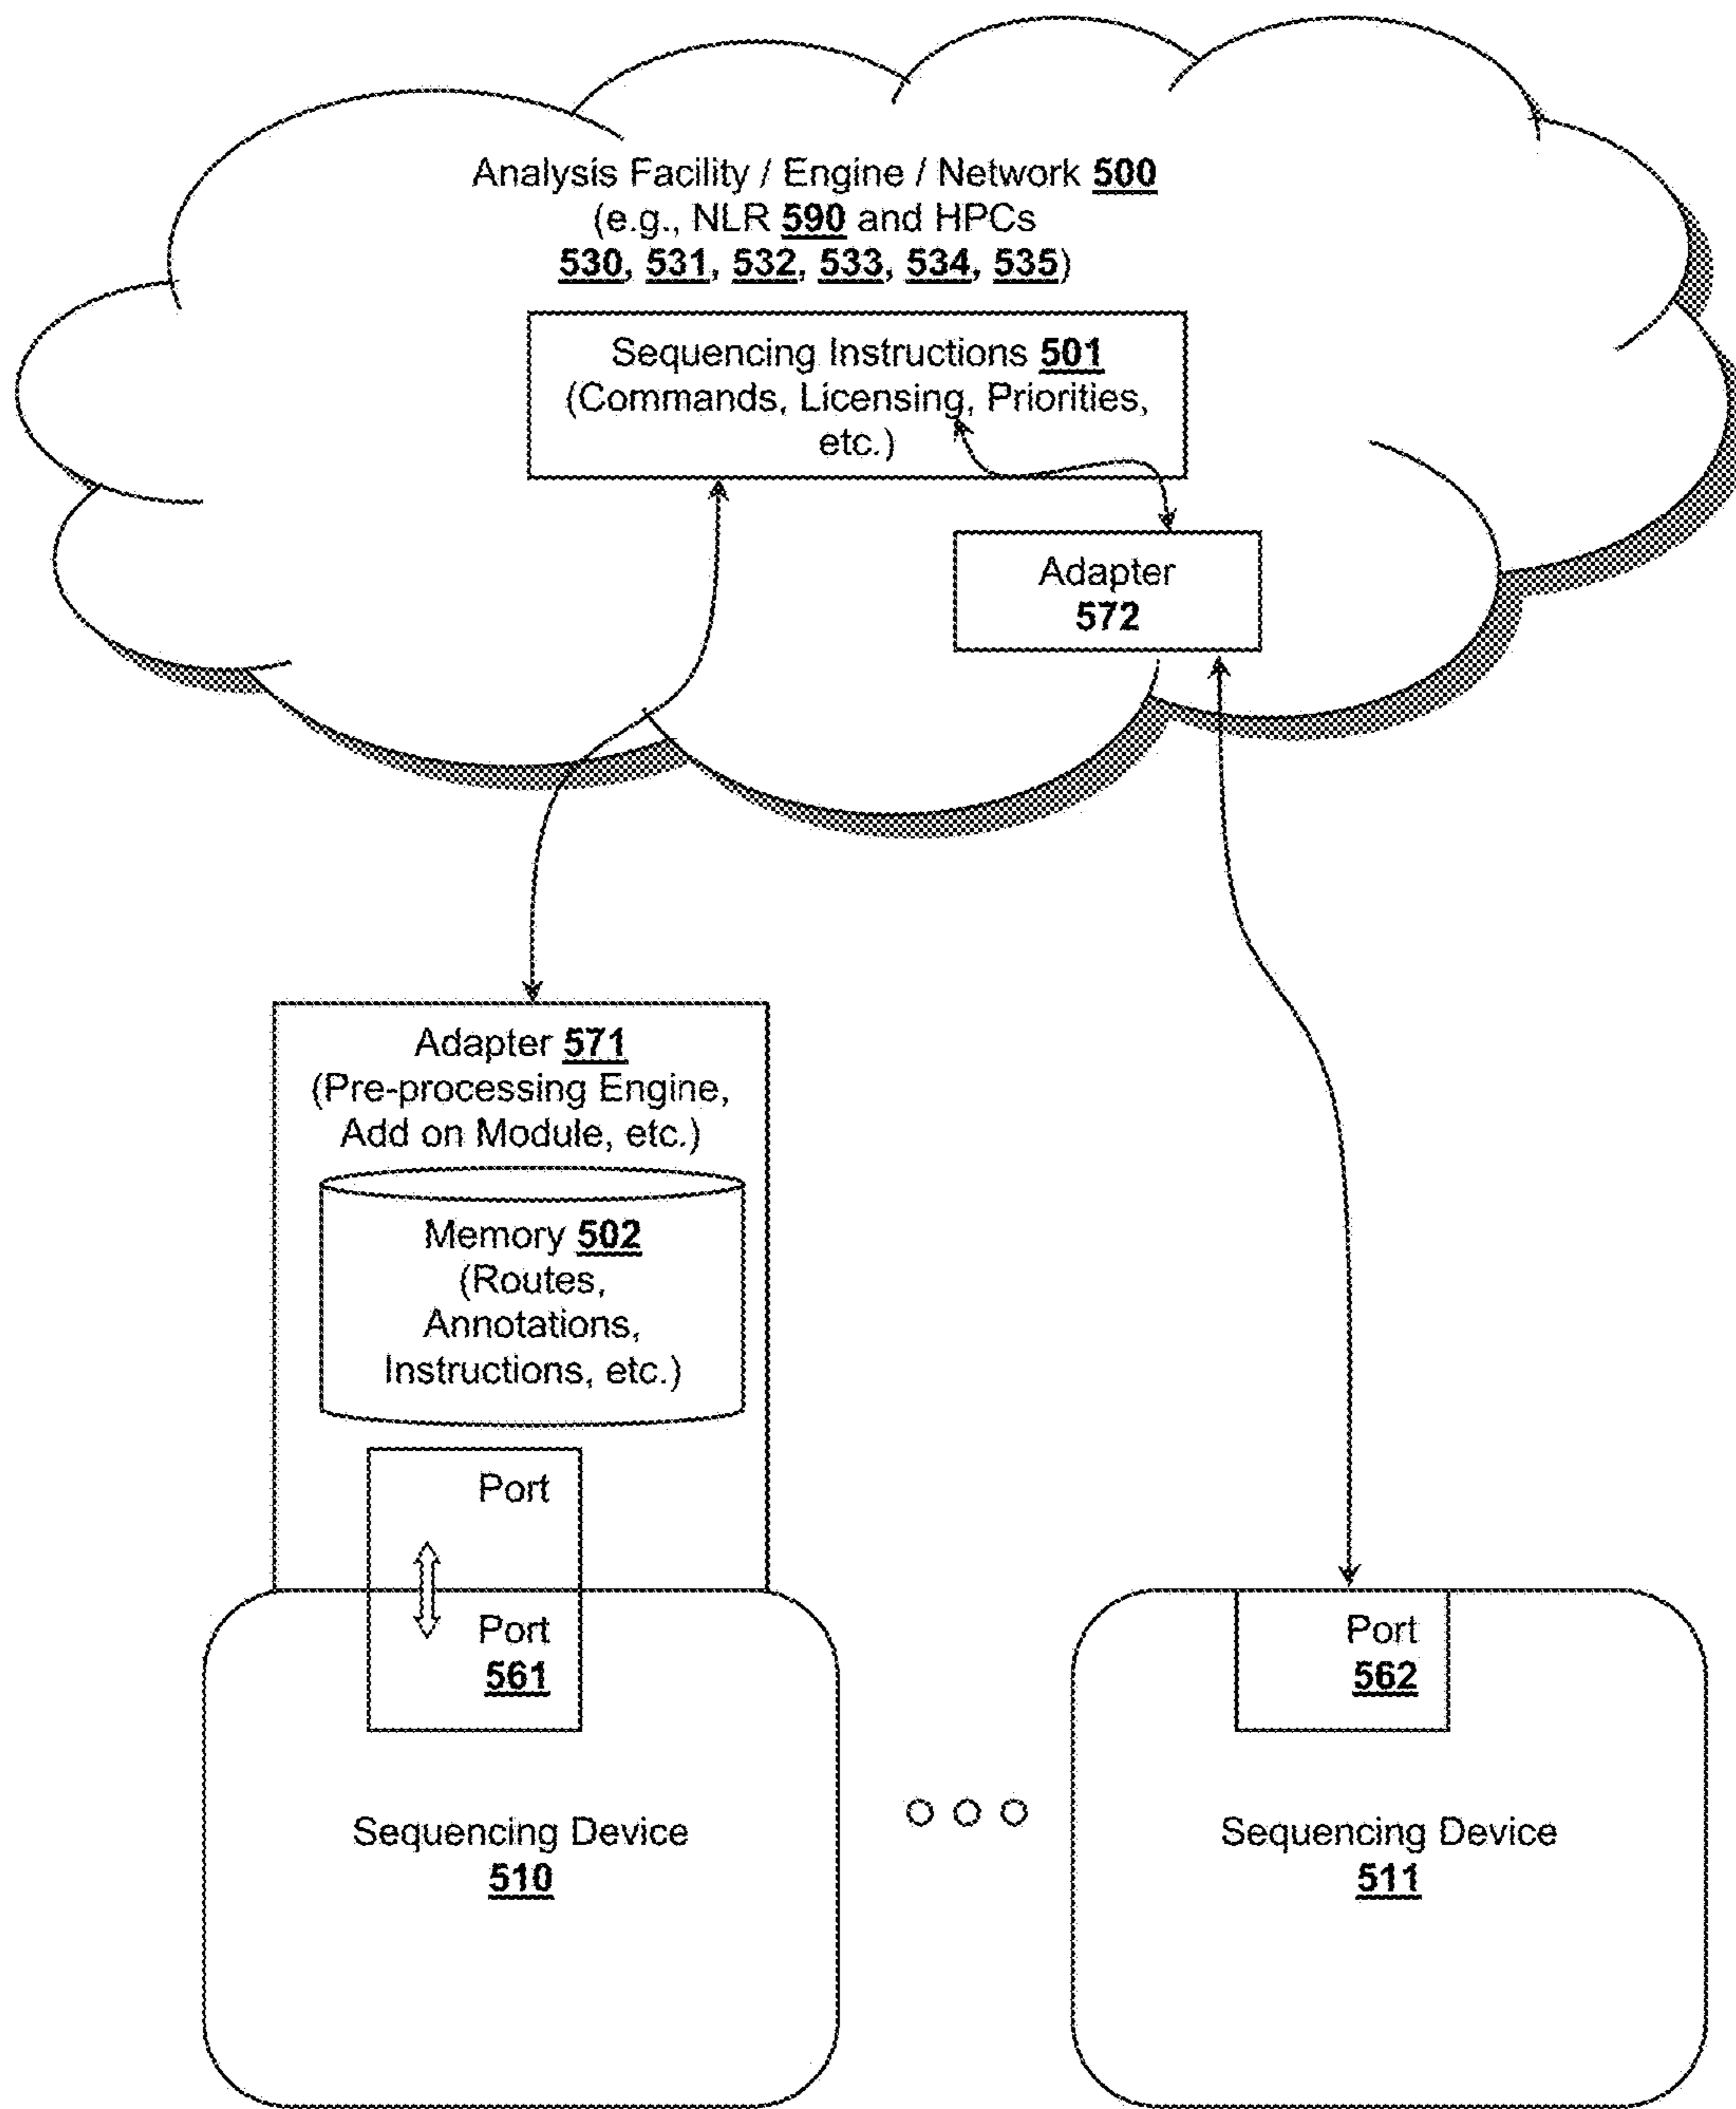 Analysis Facility / Engine / Network 500
(e.g., NLR 590 and HPCs
530, 531, 532, 533, 534, 535)
Sequencing Instructions 501
(Commands, Licensing, Priorities,
etc.)
Adapter
572
Adapter 571
(Pre-processing Engine,
Add on Module, etc.)
Memory 502
(Routes,
Annotations,
Instructions, etc.)
Port
Port
561
Sequencing Device
510
Port
562
Sequencing Device
511